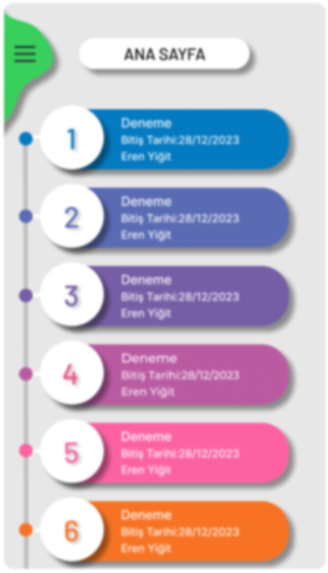 ANA SAYFA
1
Deneme
Bitiş Tarihi:28/12/2023
Eren Yiğit
2
Deneme
Bitiş Tarihi:28/12/2023
Eren Yiğit
3
Deneme
Bitiş Tarihi:28/12/2023
Eren Yiğit
4
Deneme
Bitiş Tarihi:28/12/2023
Eren Yiğit
5
Deneme
Bitiş Tarihi:28/12/2023
Eren Yiğit
6
Deneme
Bitiş Tarihi:28/12/2023
Eren Yiğit